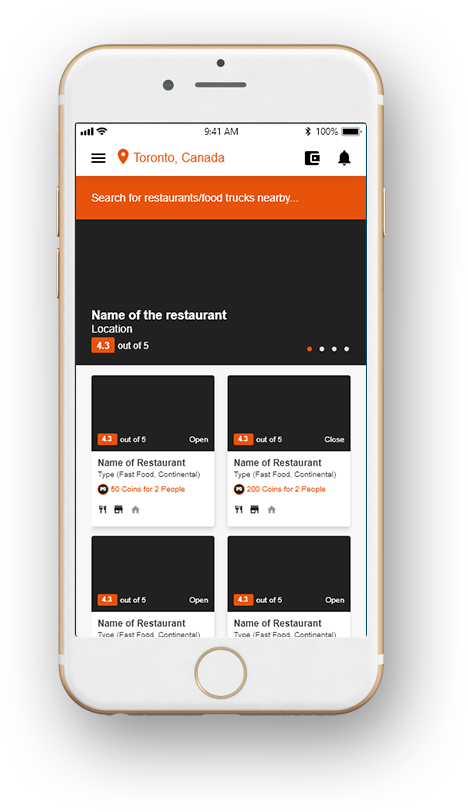 9:41 AM
100%
Toronto, Canada
Search for restaurants/food trucks nearby...
Name of the restaurant
Location
4.3 out of 5
4.3 out of 5 Open
Name of Restaurant
Type (Fast Food, Continental)
50 Coins for 2 People
4.3 out of 5 Close
Name of Restaurant
Type (Fast Food, Continental)
200 Coins for 2 People
4.3 out of 5 Open
Name of Restaurant
Type (Fast Food, Continental)
4.3 out of 5 Open
Name of Restaurant
Type (Fast Food, Continental)